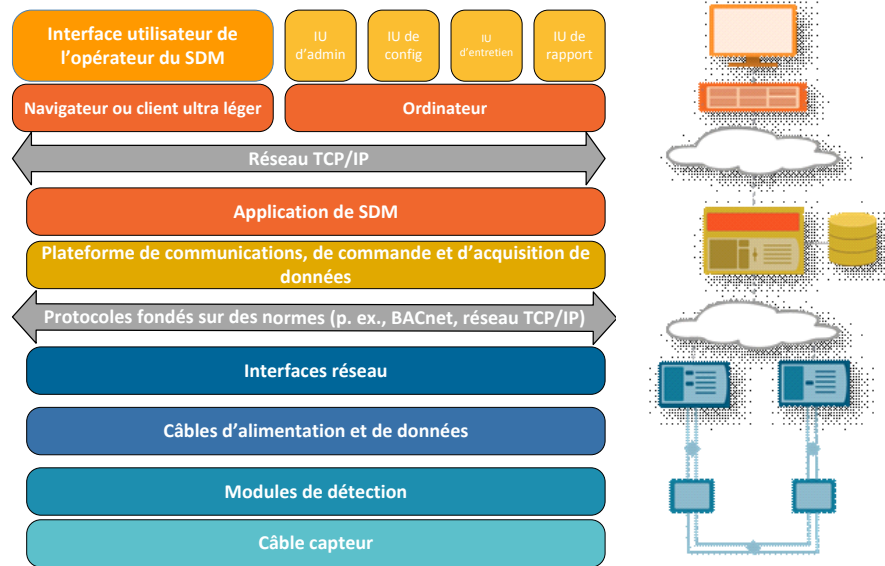 Interface utilisateur de
l'opérateur du SDM
IU
d'admin
IU de
config
IU
d'entretien
IU de
rapport
Navigateur ou client ultra léger
Ordinateur
Réseau TCP/IP
Application de SDM
Plateforme de communications, de commande et d'acquisition de
données
Protocoles fondés sur des normes (p. ex., BACnet, réseau TCP/IP)
Interfaces réseau
Câbles d'alimentation et de données
Modules de détection
Câble capteur